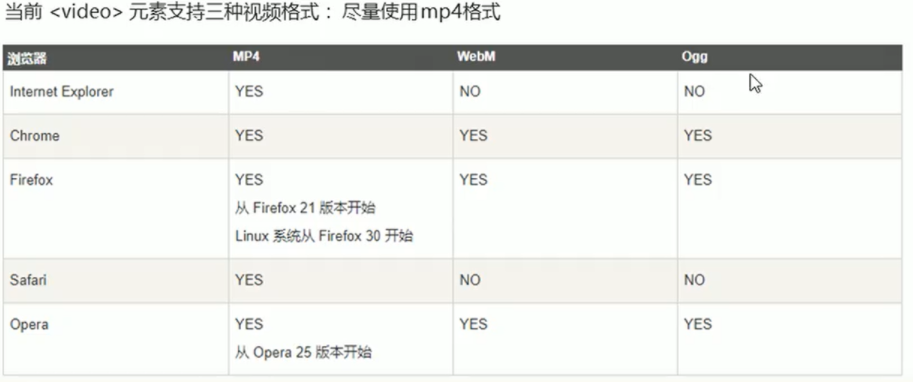 当前 <video> 元素支持三种视频格式： 尽量使用mp4格式
浏览器 MP4 WebM Ogg
Internet Explorer YES NO NO
Chrome YES YES YES
Firefox YES YES YES
从 Firefox 21 版本开始
Linux 系统从 Firefox 30 开始
Safari YES NO NO
Opera YES YES YES
从 Opera 25 版本开始